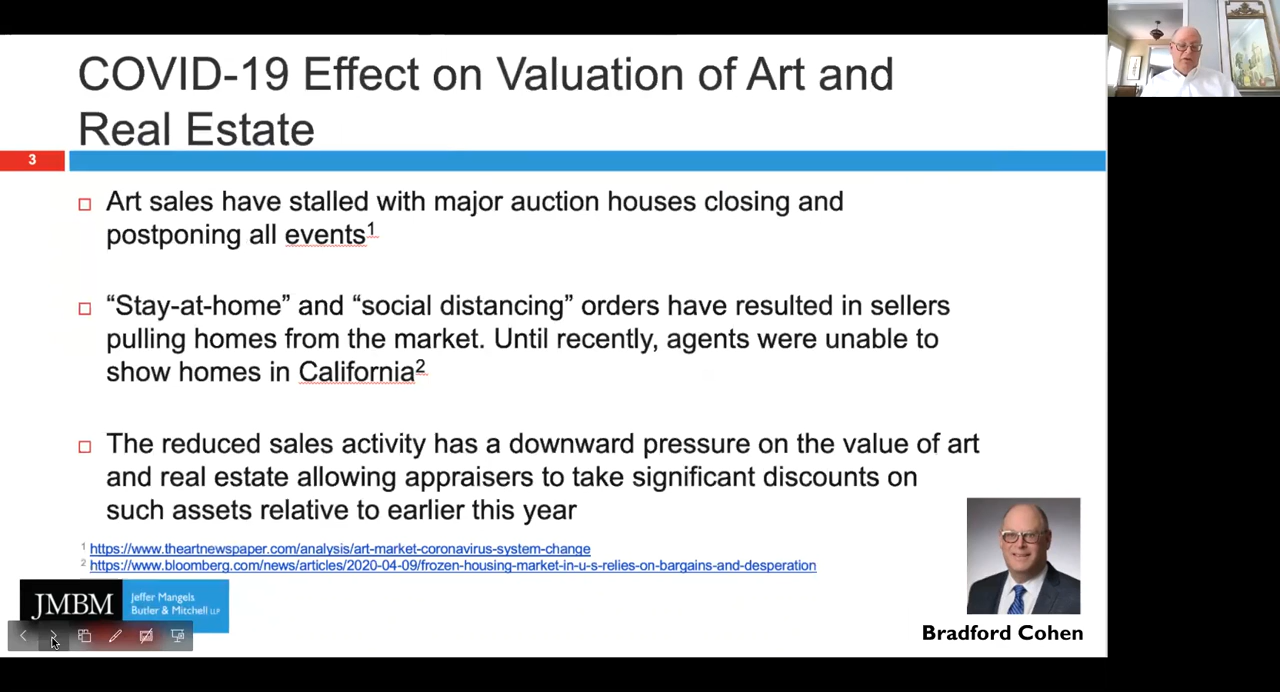 COVID-19 Effect on Valuation of Art and
Real Estate
3
Art sales have stalled with major auction houses closing and
postponing all events1
“Stay-at-home” and “social distancing” orders have resulted in sellers
pulling homes from the market. Until recently, agents were unable to
show homes in California2
The reduced sales activity has a downward pressure on the value of art
and real estate allowing appraisers to take significant discounts on
such assets relative to earlier this year
1 https://www.theartnewspaper.com/analysis/art-market-coronavirus-system-change
2 https://www.bloomberg.com/news/articles/2020-04-09/frozen-housing-market-in-u-s-relies-on-bargains-and-desperation
JMBM
Jeffer Mangels
Butler & Mitchell LLP
Bradford Cohen